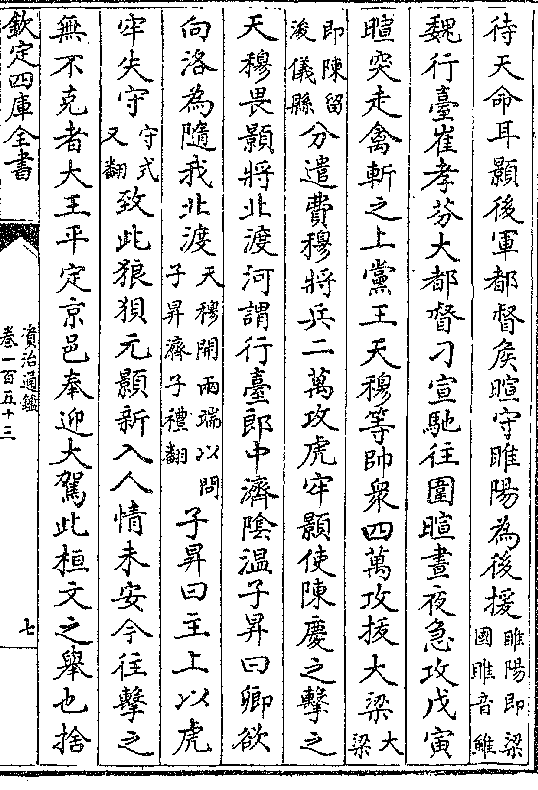 待天命耳顥後軍都督侯暄守睢陽為後援睢陽即梁國睢音雖
魏行臺崔孝芬大都督刁宣馳往圍暄晝夜急攻戊寅
暄突走禽斬之上黨王天穆等帥衆四萬攻㧞大梁大梁
即陳留浚儀縣分遣費穆將兵二萬攻虎牢顥使陳慶之擊之
天穆畏顥將北渡河謂行臺郎中濟隂温子昇曰卿欲
向洛為隨我北渡天穆開兩端以問子昇濟子禮翻子昇曰主上以虎
牢失守守式又翻致此狼狽元顥新入人情未安今往擊之
無不克者大王平定京邑奉迎大駕此桓文之舉也捨
欽定四庫全書
資治通鑑
卷一百五十三
七